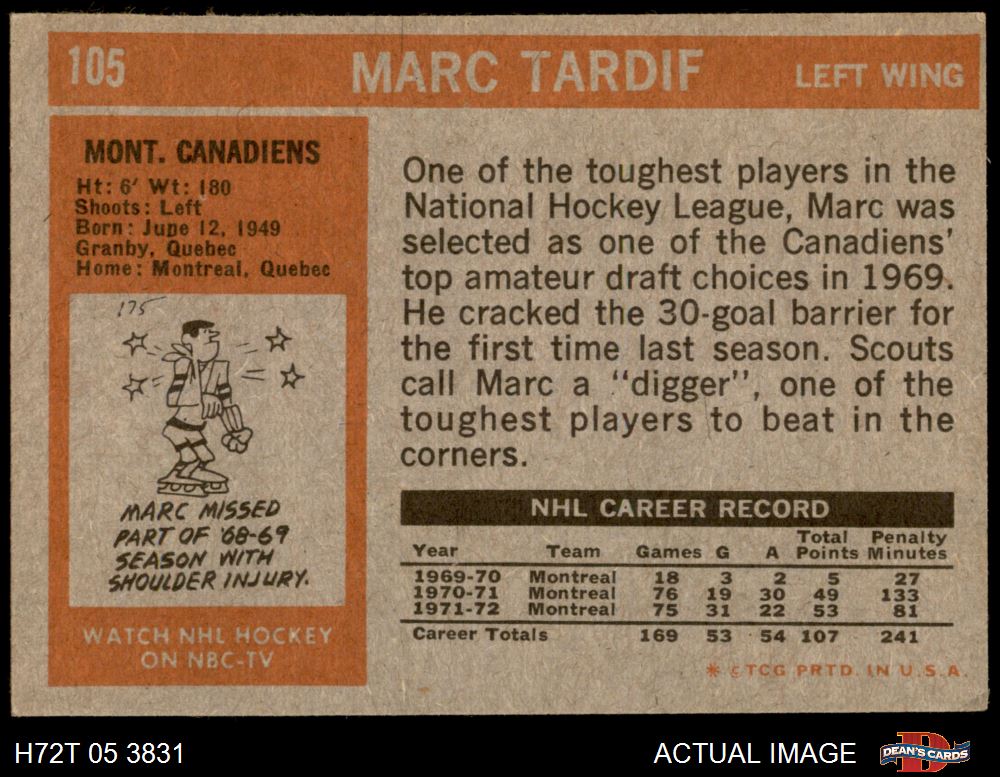 105 MARC TARDIF LEFT WING
MONT. CANADIENS
Ht: 6' Wt: 180
Shoots: Left
Born: June 12, 1949
Granby, Quebec
Home: Montreal, Quebec
175
MARC MISSED
PART OF '68-69
SEASON WITH
SHOULDER INJURY.
WATCH NHL HOCKEY
ON NBC-TV
One of the toughest players in the
National Hockey League, Marc was
selected as one of the Canadiens'
top amateur draft choices in 1969.
He cracked the 30-goal barrier for
the first time last season. Scouts
call Marc a "digger", one of the
toughest players to beat in the
corners.
NHL CAREER RECORD
Year Team Games G A Total Points Penalty Minutes
1969-70 Montreal 18 3 2 5 27
1970-71 Montreal 76 19 30 49 133
1971-72 Montreal 75 31 22 53 81
Career Totals 169 53 54 107 241
* © TCG PRTD. IN U.S.A.
H72T 05 3831 ACTUAL IMAGE DEAN'S CARDS